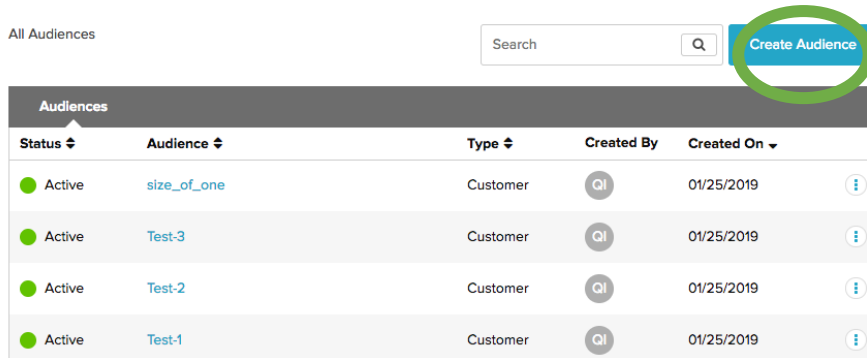 All Audiences
Search
Create Audience
Audiences
Status Audience Type Created By Created On
Active size_of_one Customer QI 01/25/2019
Active Test-3 Customer QI 01/25/2019
Active Test-2 Customer QI 01/25/2019
Active Test-1 Customer QI 01/25/2019